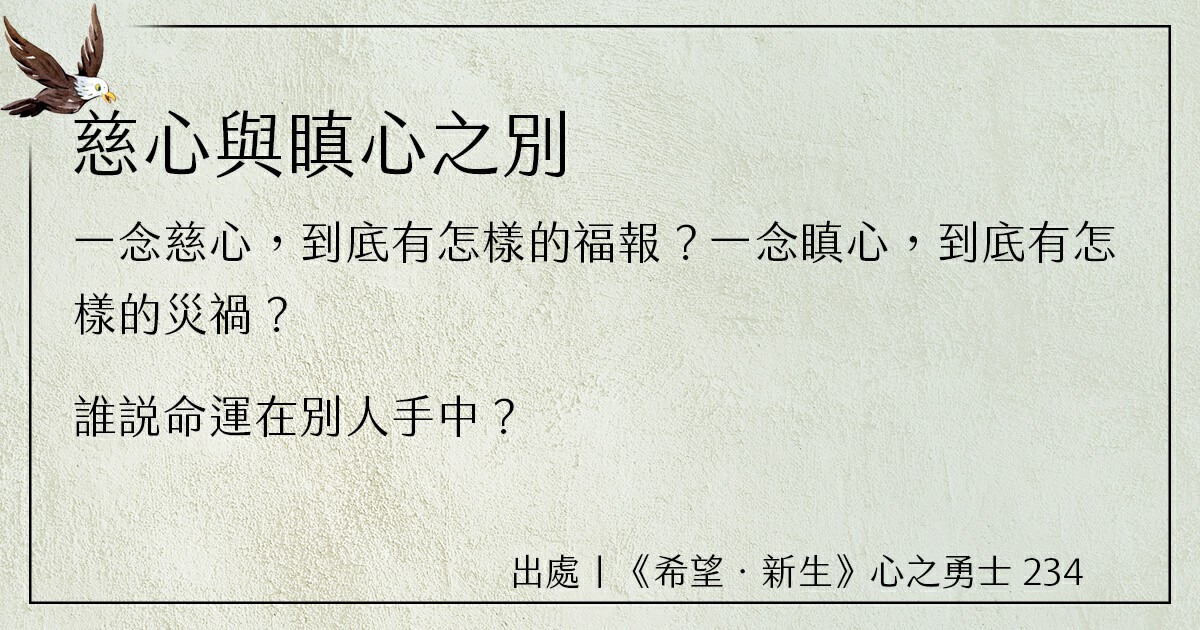 慈心與瞋心之別
一念慈心，到底有怎樣的福報？一念瞋心，到底有怎
樣的災禍？
誰説命運在別人手中？
出處丨《希望·新生》心之勇士 234